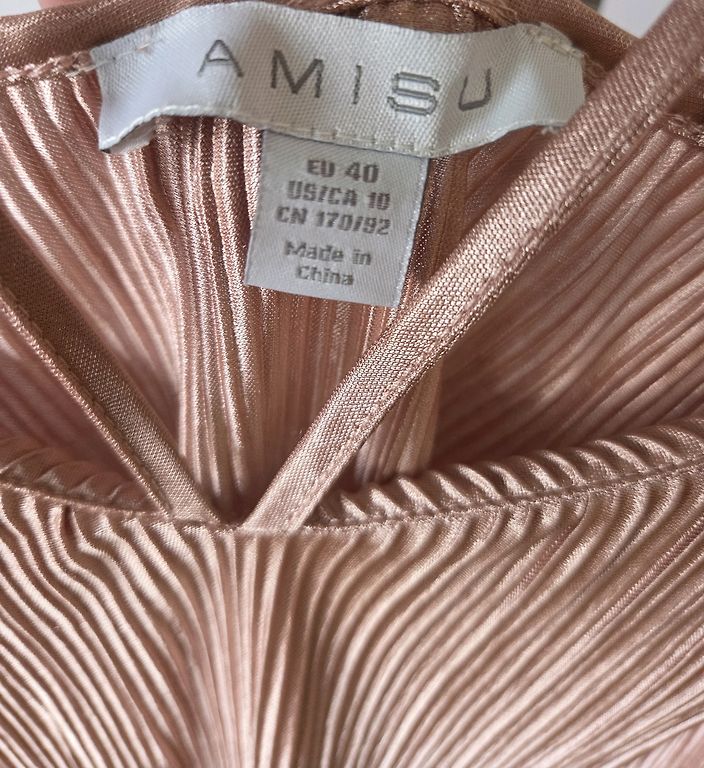 AMISU
EU 40
US/CA 10
CN 170/92
Made in
China